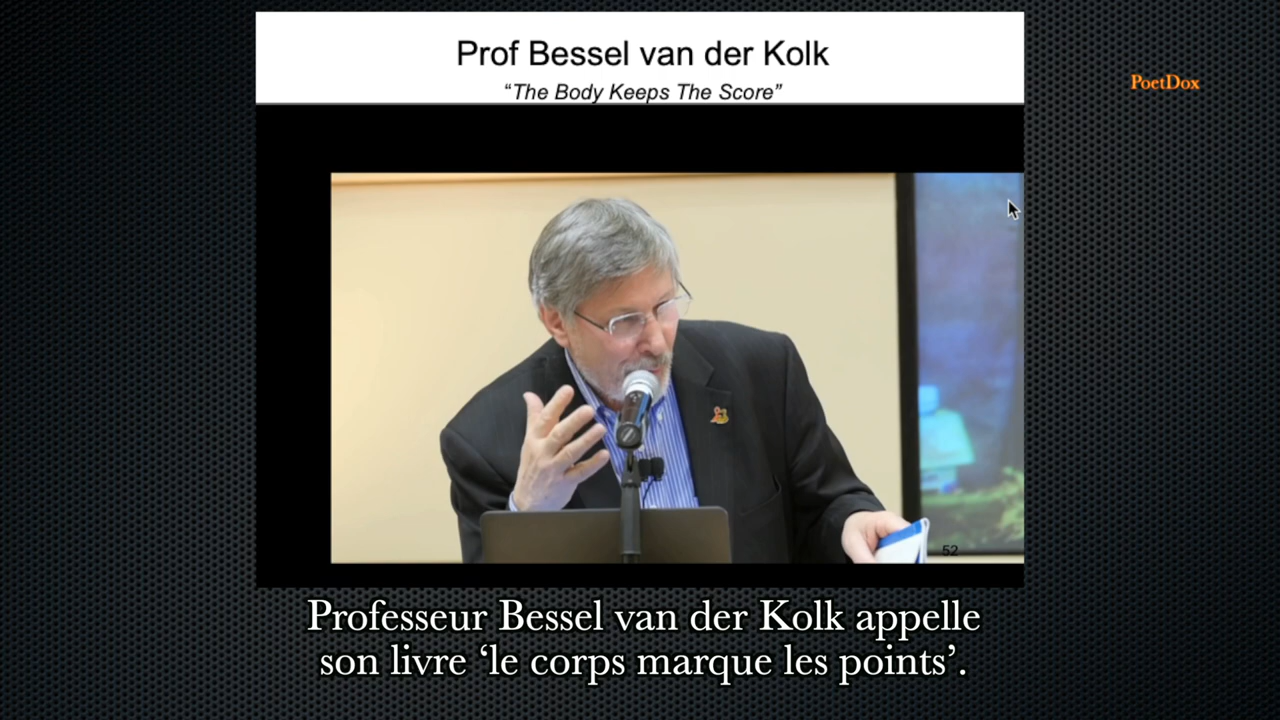 Prof Bessel van der Kolk
“The Body Keeps The Score”
PoetDox
52
Professeur Bessel van der Kolk appelle
son livre ‘le corps marque les points’.